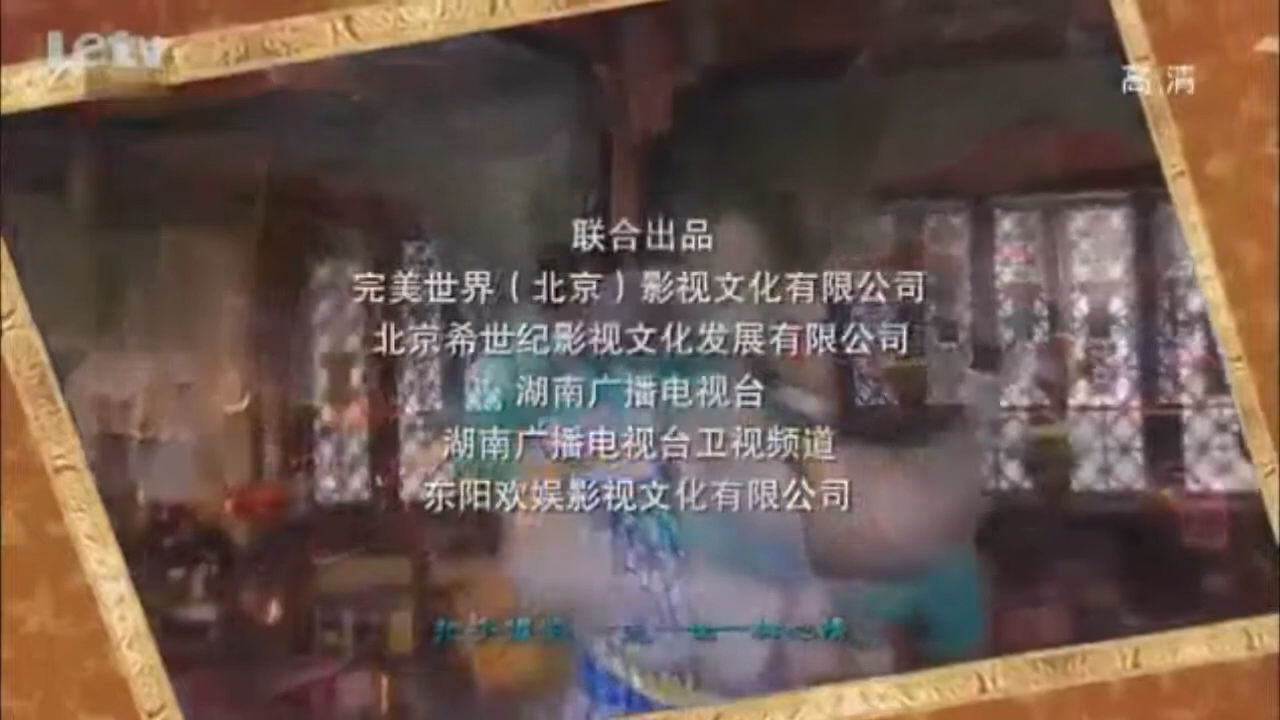 Letv
高清
联合出品
完美世界（北京）影视文化有限公司
北京希世纪影视文化发展有限公司
湖南广播电视台
湖南广播电视台卫视频道
东阳欢娱影视文化有限公司